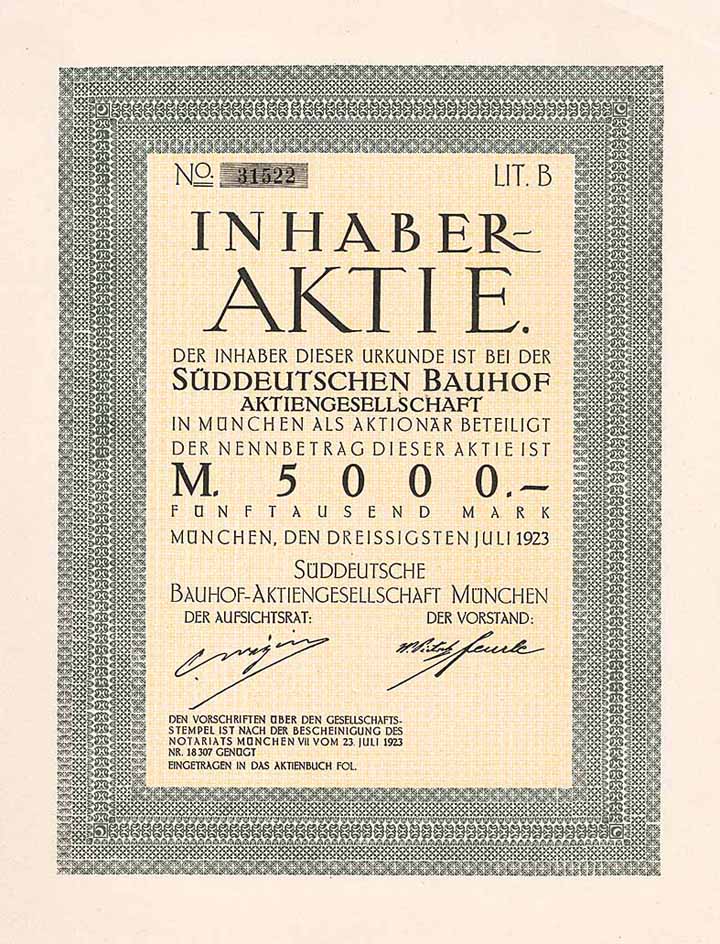 No. 31522 LIT. B
INHABER-
AKTIE.
DER INHABER DIESER URKUNDE IST BEI DER
SÜDDEUTSCHEN BAUHOF
AKTIENGESELLSCHAFT
IN MÜNCHEN ALS AKTIONÄR BETEILIGT
DER NENNBETRAG DIESER AKTIE IST
M. 5000.–
FÜNFTAUSEND MARK
MÜNCHEN, DEN DREISSIGSTEN JULI 1923
SÜDDEUTSCHE
BAUHOF-AKTIENGESELLSCHAFT MÜNCHEN
DER AUFSICHTSRAT: DER VORSTAND:
DEN VORSCHRIFTEN ÜBER DEN GESELLSCHAFTS-
STEMPEL IST NACH DER BESCHEINIGUNG DES
NOTARIATS MÜNCHEN VII VOM 23. JULI 1923
NR. 18307 GENÜGT
EINGETRAGEN IN DAS AKTIENBUCH FOL.